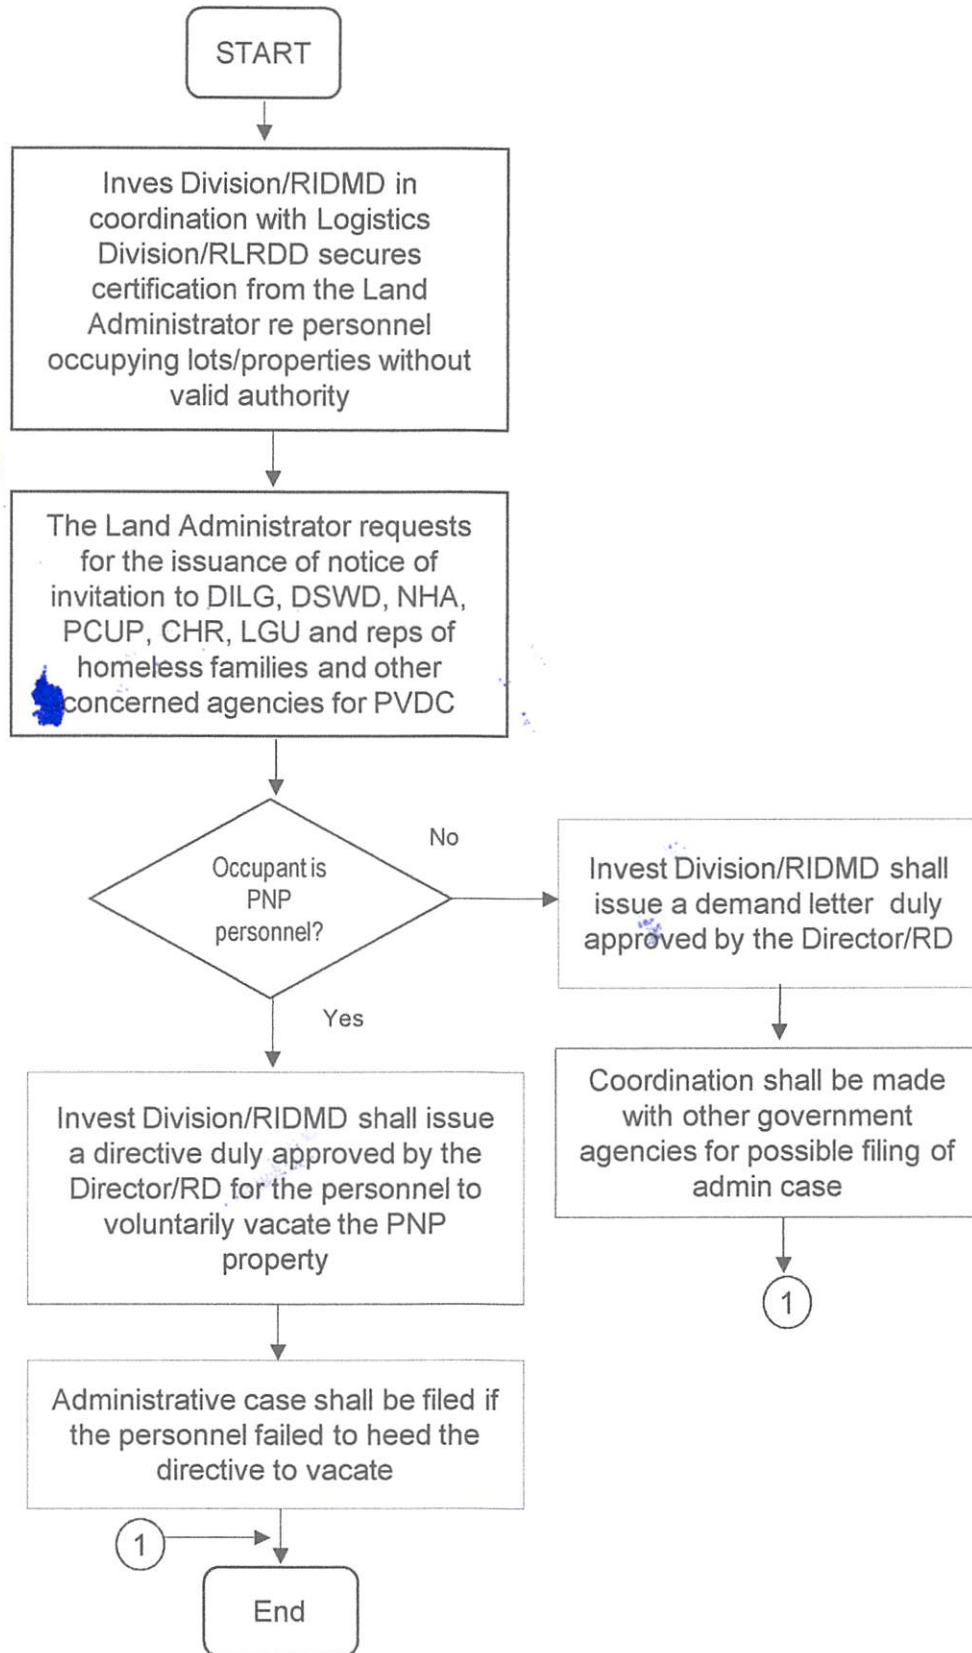 START
Inves Division/RIDMD in
coordination with Logistics
Division/RLRDD secures
certification from the Land
Administrator re personnel
occupying lots/properties without
valid authority
The Land Administrator requests
for the issuance of notice of
invitation to DILG, DSWD, NHA,
PCUP, CHR, LGU and reps of
homeless families and other
concerned agencies for PVDC
Occupant is
PNP
personnel?
No
Invest Division/RIDMD shall
issue a demand letter duly
approved by the Director/RD
Coordination shall be made
with other government
agencies for possible filing of
admin case
1
Yes
Invest Division/RIDMD shall issue
a directive duly approved by the
Director/RD for the personnel to
voluntarily vacate the PNP
property
Administrative case shall be filed if
the personnel failed to heed the
directive to vacate
1
End